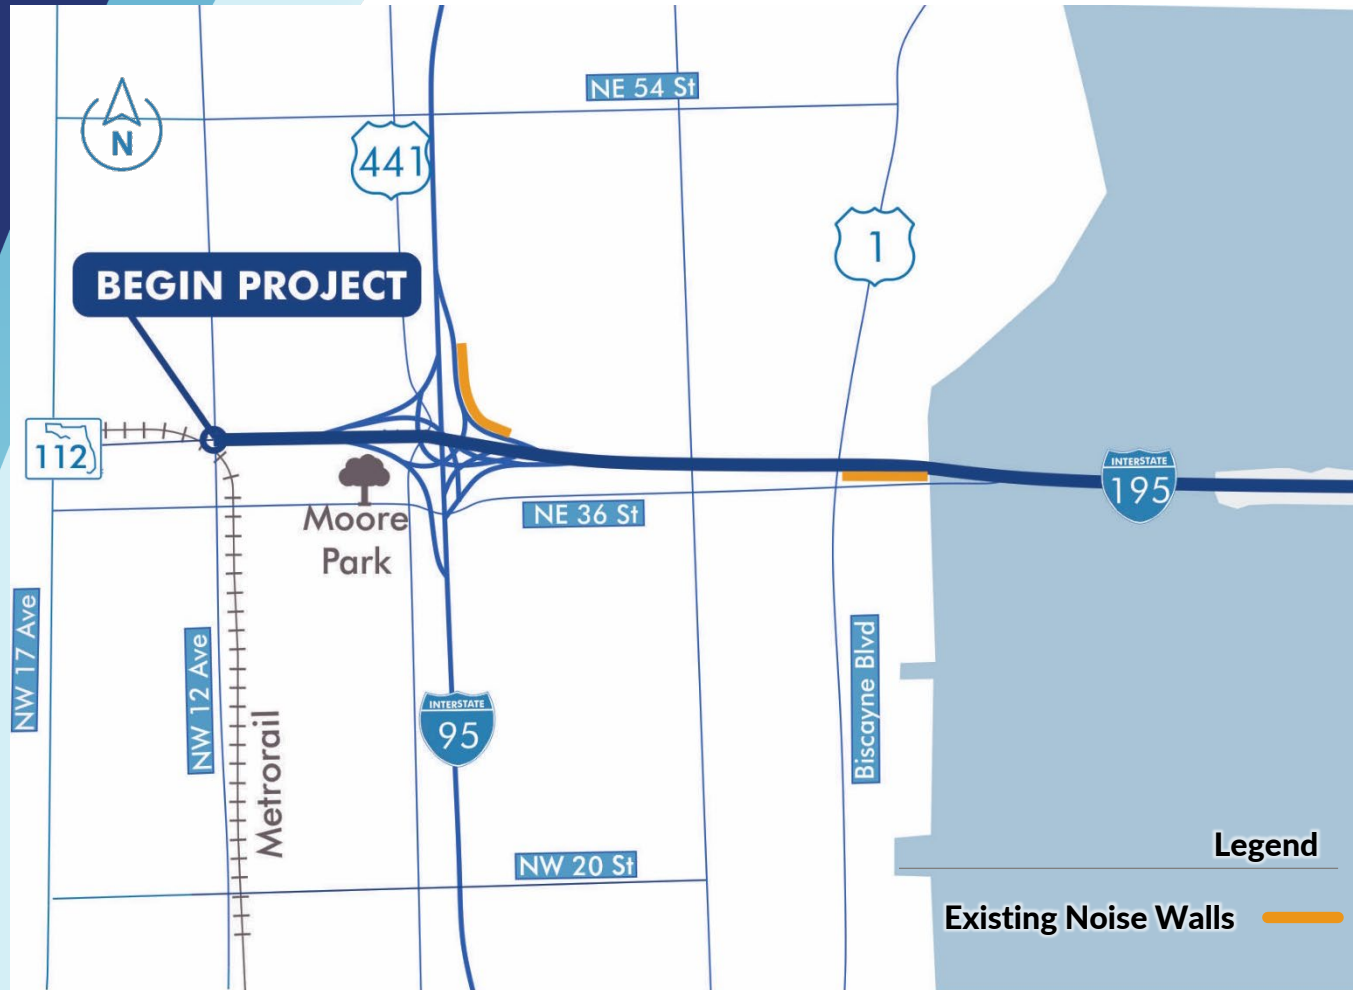 NE 54 St
N
441
1
BEGIN PROJECT
112
INTERSTATE
195
NE 36 St
Moore
Park
NW 17 Ave
NW 12 Ave
Metrorail
INTERSTATE
95
Biscayne Blvd
NW 20 St
Legend
Existing Noise Walls